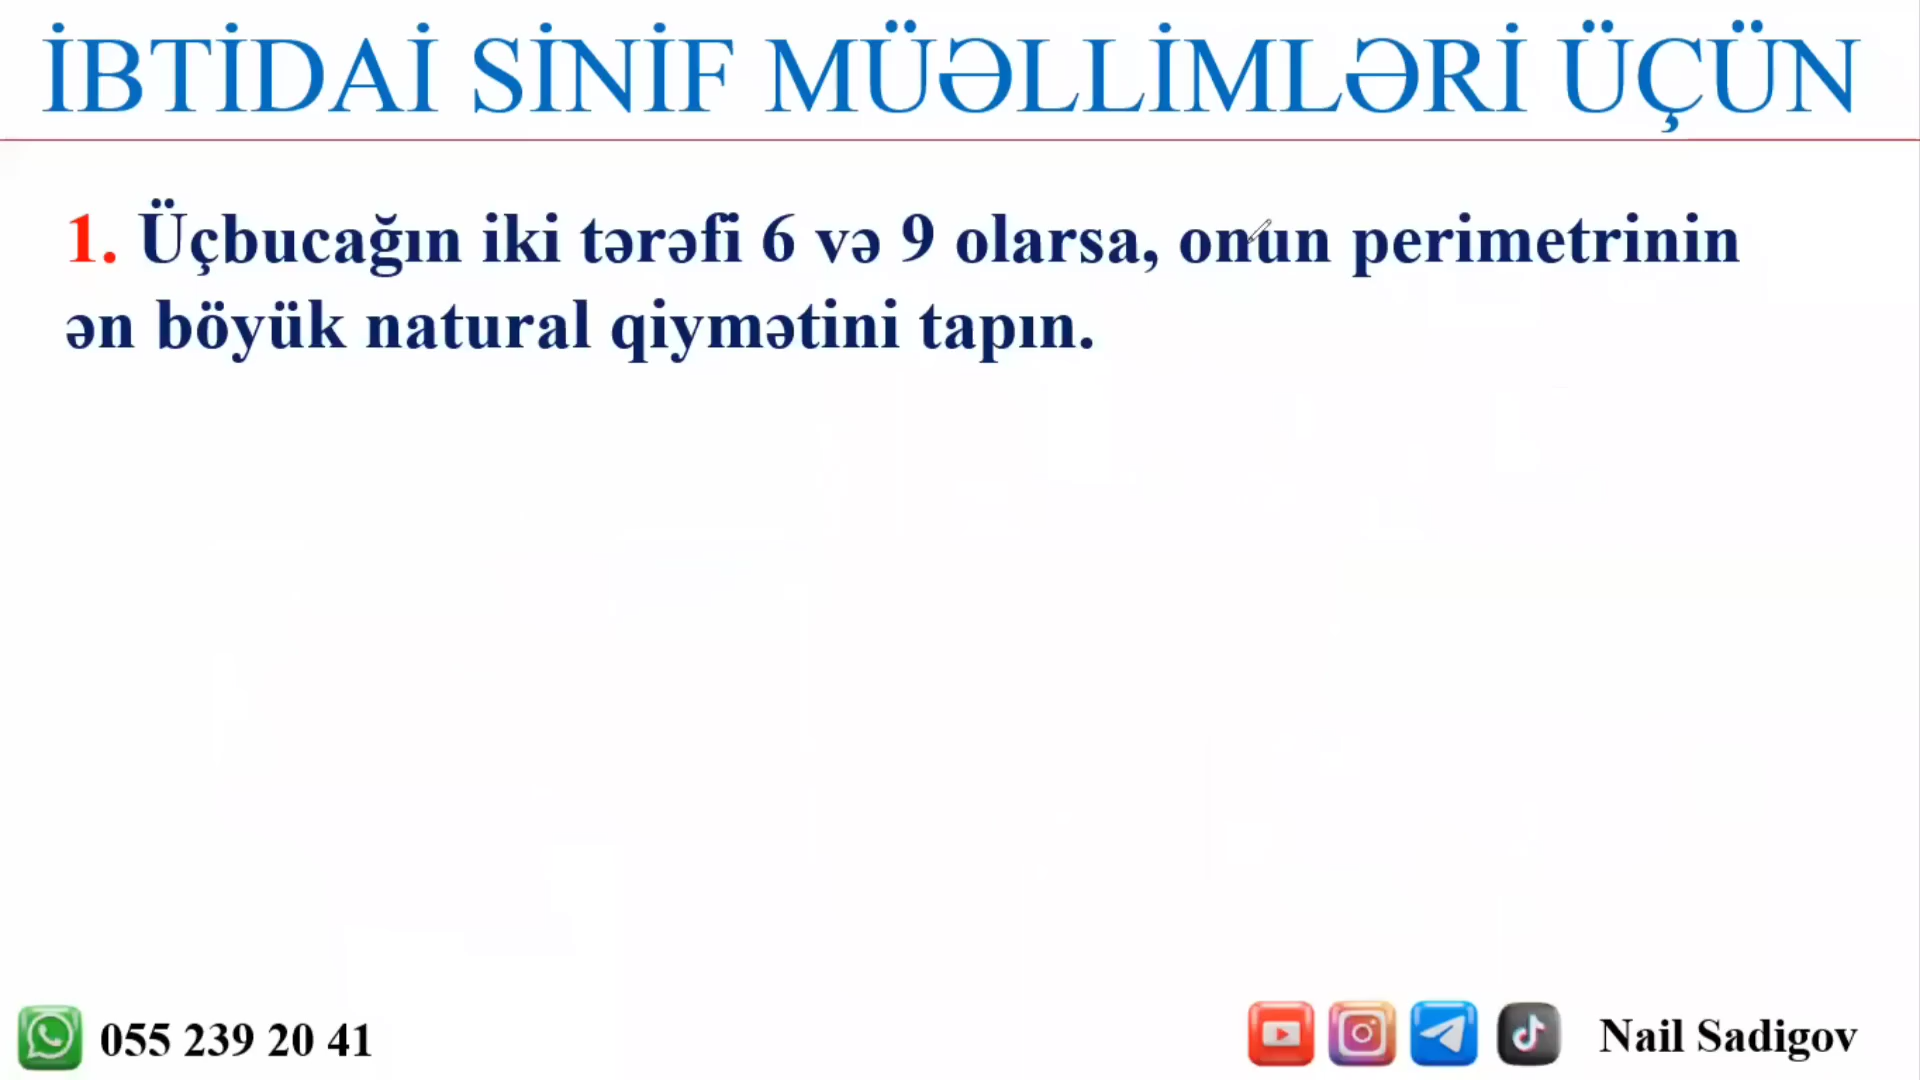 İBTİDAİ SİNİF MÜƏLLİMLƏRİ ÜÇÜN
1. Üçbucağın iki tərəfi 6 və 9 olarsa, onun perimetrinin
ən böyük natural qiymətini tapın.
055 239 20 41
Nail Sadigov